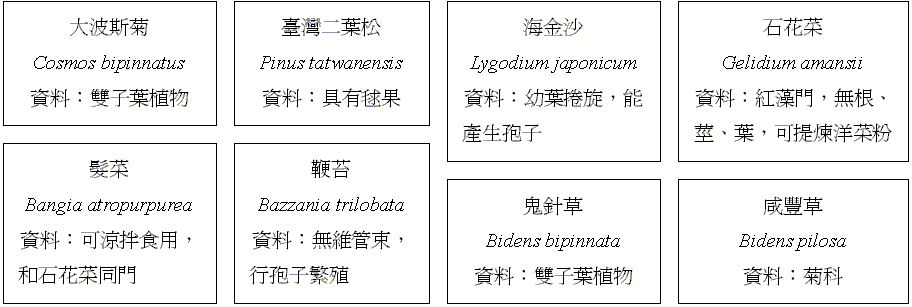 大波斯菊
Cosmos bipinnatus
資料：雙子葉植物
臺灣二葉松
Pinus tatwanensis
資料：具有毬果
海金沙
Lygodium japonicum
資料：幼葉捲旋，能
產生孢子
石花菜
Gelidium amansii
資料：紅藻門，無根、
莖、葉，可提煉洋菜粉
髮菜
Bangia atropurpurea
資料：可涼拌食用，
和石花菜同門
鞭苔
Bazzania trilobata
資料：無維管束，
行孢子繁殖
鬼針草
Bidens bipinnata
資料：雙子葉植物
咸豐草
Bidens pilosa
資料：菊科